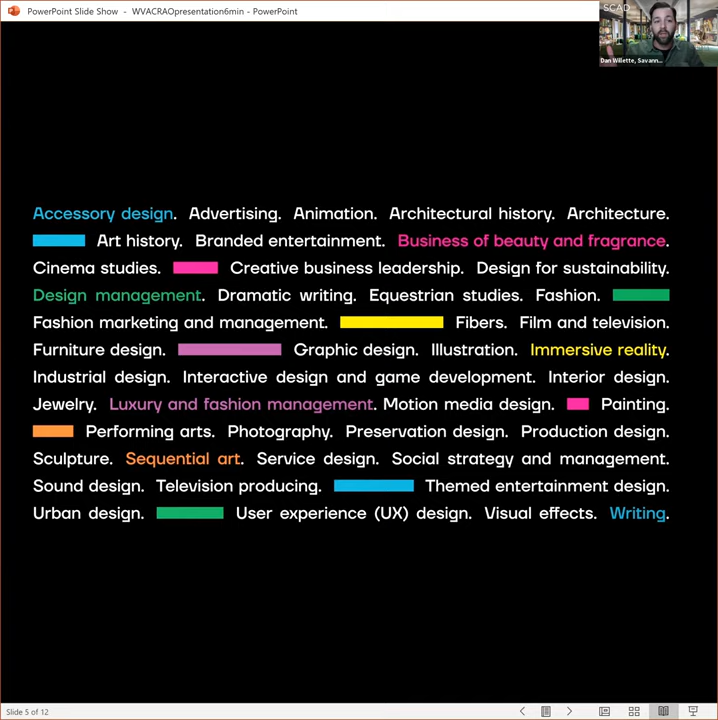 PowerPoint Slide Show - WVACRAOpresentation6min - PowerPoint
SCAD
Dan Willette, Savann...
Accessory design. Advertising. Animation. Architectural history. Architecture.
Art history. Branded entertainment. Business of beauty and fragrance.
Cinema studies. Creative business leadership. Design for sustainability.
Design management. Dramatic writing. Equestrian studies. Fashion.
Fashion marketing and management. Fibers. Film and television.
Furniture design. Graphic design. Illustration. Immersive reality.
Industrial design. Interactive design and game development. Interior design.
Jewelry. Luxury and fashion management. Motion media design. Painting.
Performing arts. Photography. Preservation design. Production design.
Sculpture. Sequential art. Service design. Social strategy and management.
Sound design. Television producing. Themed entertainment design.
Urban design. User experience (UX) design. Visual effects. Writing.
Slide 5 of 12